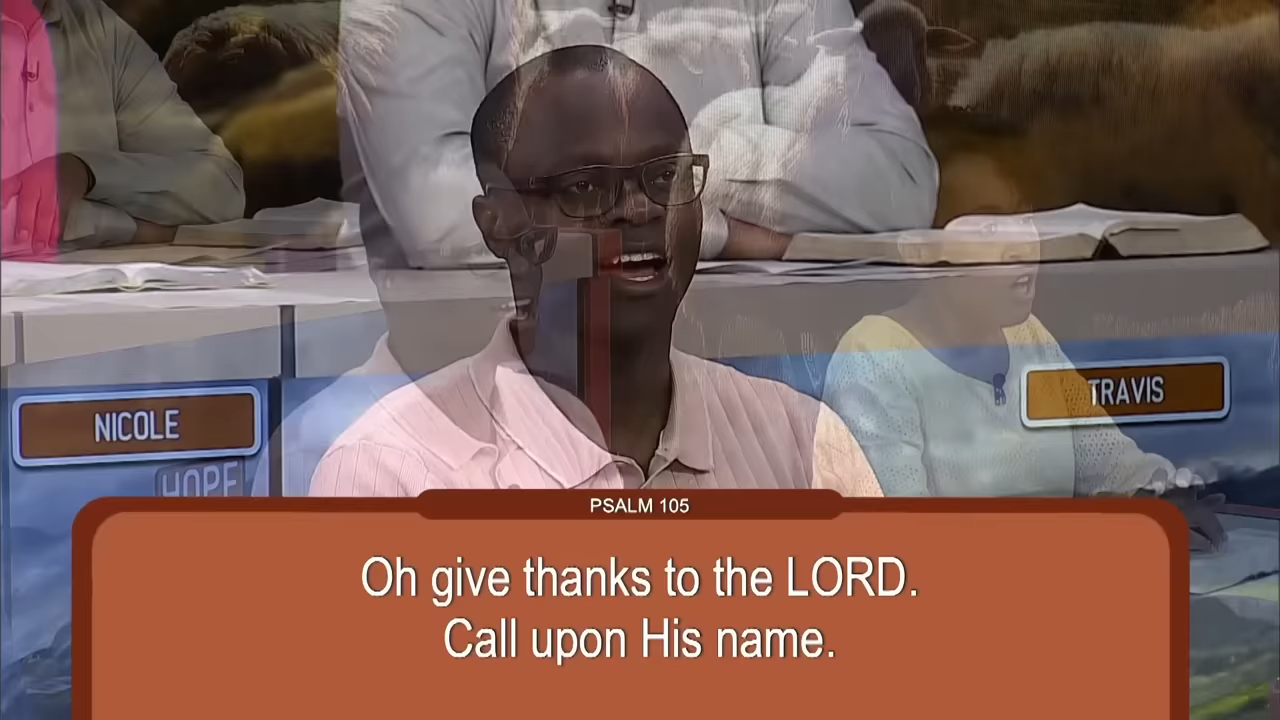 NICOLE
TRAVIS
HOPE
PSALM 105
Oh give thanks to the LORD.
Call upon His name.